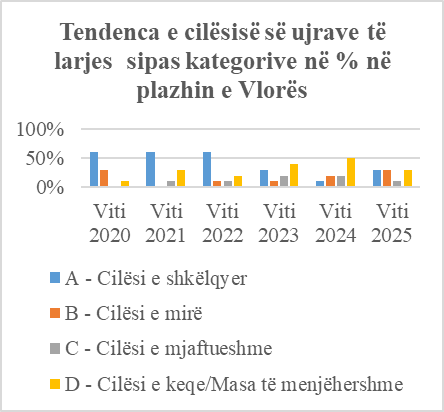 Tendenca e cilësisë së ujrave të
larjes sipas kategorive në % në
plazhin e Vlorës
100%
50%
0%
Viti 2020
Viti 2021
Viti 2022
Viti 2023
Viti 2024
Viti 2025
A - Cilësi e shkëlqyer
B - Cilësi e mirë
C - Cilësi e mjaftueshme
D - Cilësi e keqe/Masa të menjëhershme